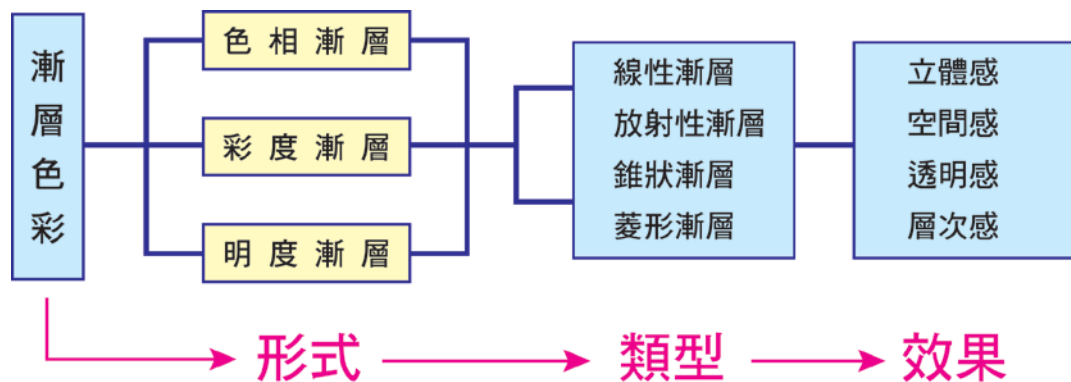 漸層色彩
色相漸層
彩度漸層
明度漸層
線性漸層
放射性漸層
錐狀漸層
菱形漸層
立體感
空間感
透明感
層次感
形式
類型
效果